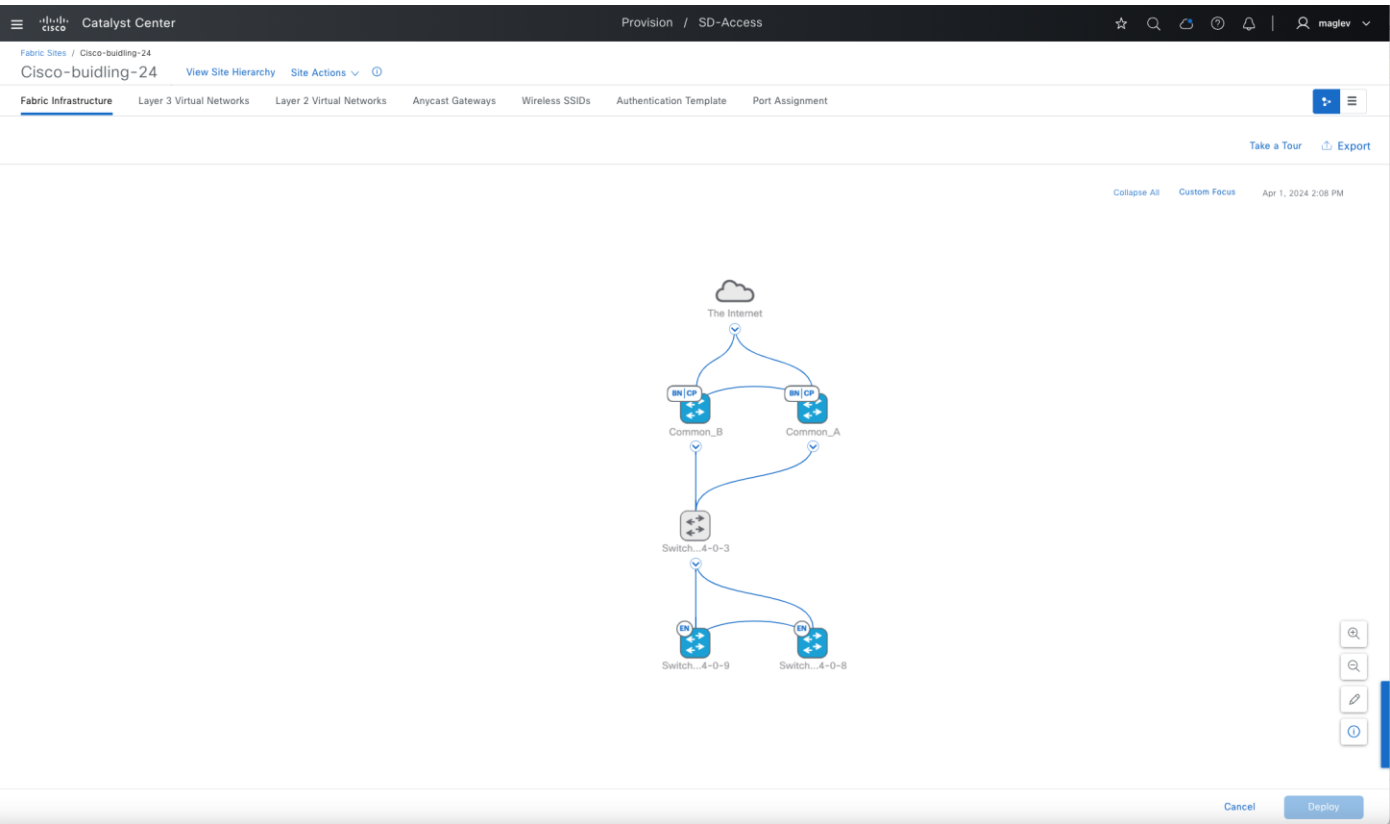 CISCO Catalyst Center Provision / SD-Access maglev
Fabric Sites / Cisco-buidling-24
Cisco-buidling-24 View Site Hierarchy Site Actions
Fabric Infrastructure Layer 3 Virtual Networks Layer 2 Virtual Networks Anycast Gateways Wireless SSIDs Authentication Template Port Assignment
Take a Tour Export
Collapse All Custom Focus Apr 1, 2024 2:08 PM
The Internet
BN|CP BN|CP
Common_B Common_A
Switch...4-0-3
EN EN
Switch...4-0-9 Switch...4-0-8
Cancel Deploy